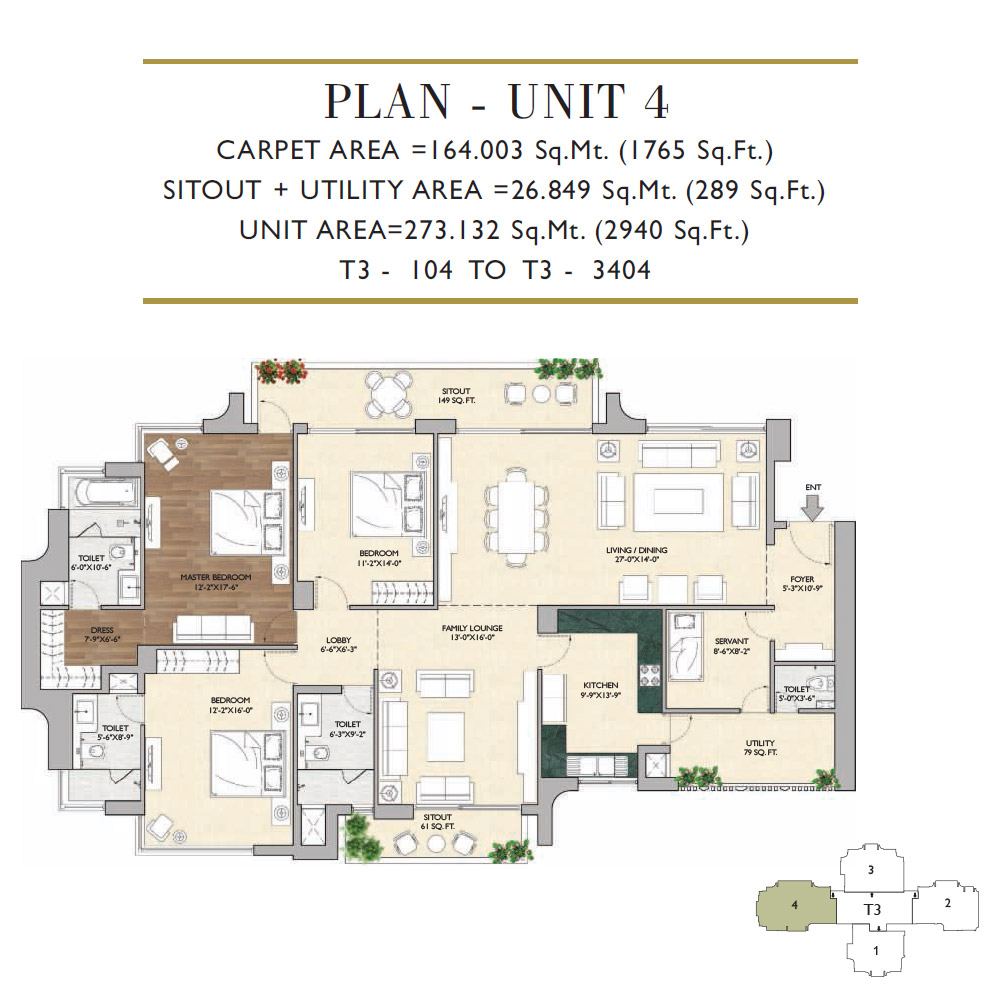 PLAN - UNIT 4
CARPET AREA =164.003 Sq.Mt. (1765 Sq.Ft.)
SITOUT + UTILITY AREA =26.849 Sq.Mt. (289 Sq.Ft.)
UNIT AREA=273.132 Sq.Mt. (2940 Sq.Ft.)
T3 - 104 TO T3 - 3404
SITOUT
149 SQ. FT.
ENT
TOILET
6'-0"X10'-6"
MASTER BEDROOM
12'-2"X17'-6"
BEDROOM
11'-2"X14'-0"
LIVING / DINING
27'-0"X14'-0"
FOYER
5'-3"X10'-9"
DRESS
7'-9"X6'-6"
LOBBY
6'-6"X6'-3"
FAMILY LOUNGE
13'-0"X16'-0"
SERVANT
8'-6"X8'-2"
KITCHEN
9'-9"X13'-9"
TOILET
5'-0"X3'-6"
BEDROOM
12'-2"X16'-0"
TOILET
5'-6"X8'-9"
TOILET
6'-3"X9'-2"
UTILITY
79 SQ. FT.
SITOUT
61 SQ. FT.
3
4
T3
2
1